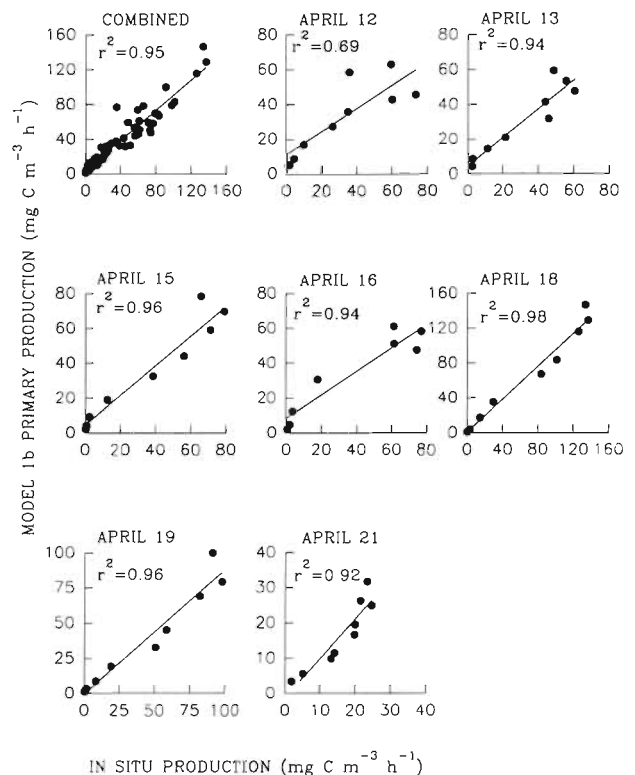 COMBINED
r²=0.95
160
120
80
40
0
0 40 80 120 160
APRIL 12
r²=0.69
80
60
40
20
0
0 20 40 60 80
APRIL 13
r²=0.94
80
60
40
20
0
0 20 40 60 80
MODEL 1b PRIMARY PRODUCTION (mg C m⁻³ h⁻¹)
APRIL 15
r²=0.96
80
60
40
20
0
0 20 40 60 80
APRIL 16
r²=0.94
80
60
40
20
0
0 20 40 60 80
APRIL 18
r²=0.98
160
120
80
40
0
0 40 80 120 160
APRIL 19
r²=0.96
100
75
50
25
0
0 25 50 75 100
APRIL 21
r²=0.92
40
30
20
10
0
0 10 20 30 40
IN SITU PRODUCTION (mg C m⁻³ h⁻¹)